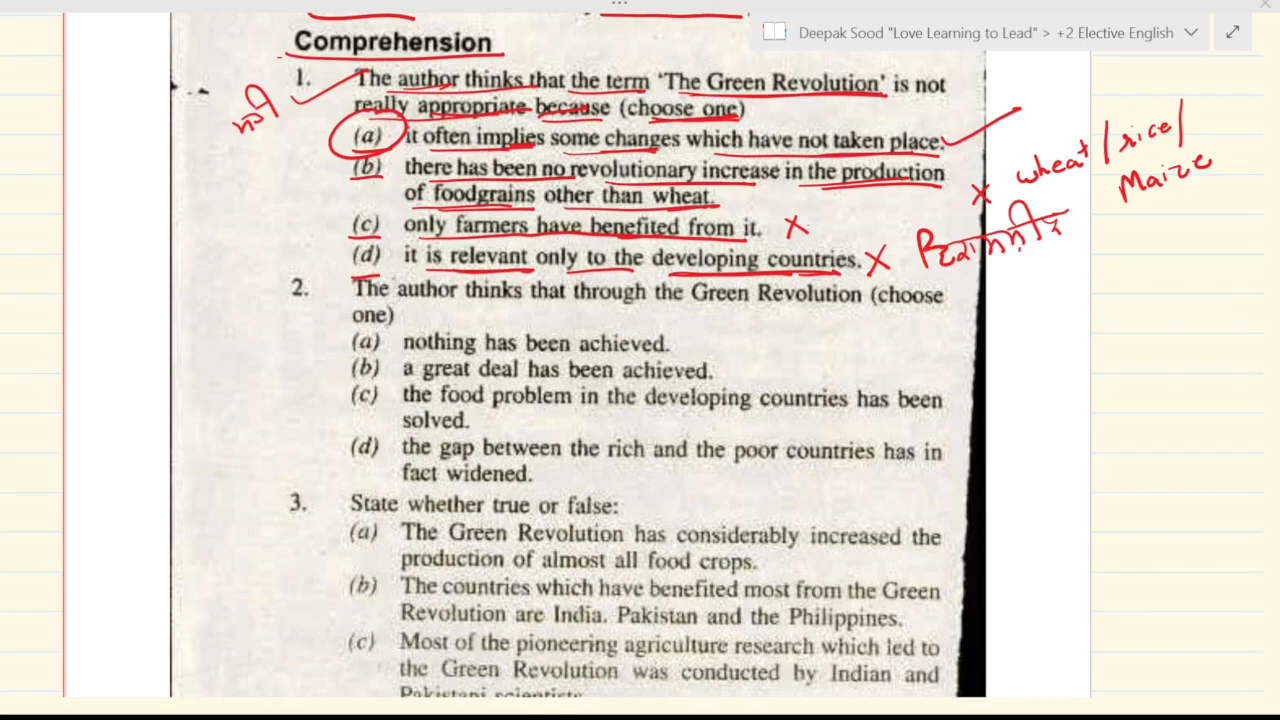 Deepak Sood "Love Learning to Lead" > +2 Elective English
Comprehension
1. The author thinks that the term 'The Green Revolution' is not
really appropriate because (choose one)
(a) it often implies some changes which have not taken place.
(b) there has been no revolutionary increase in the production
of foodgrains other than wheat.
(c) only farmers have benefited from it.
(d) it is relevant only to the developing countries.
wheat/rice/
Maize
2. The author thinks that through the Green Revolution (choose
one)
(a) nothing has been achieved.
(b) a great deal has been achieved.
(c) the food problem in the developing countries has been
solved.
(d) the gap between the rich and the poor countries has in
fact widened.
3. State whether true or false:
(a) The Green Revolution has considerably increased the
production of almost all food crops.
(b) The countries which have benefited most from the Green
Revolution are India. Pakistan and the Philippines.
(c) Most of the pioneering agriculture research which led to
the Green Revolution was conducted by Indian and
Pakistani scientists